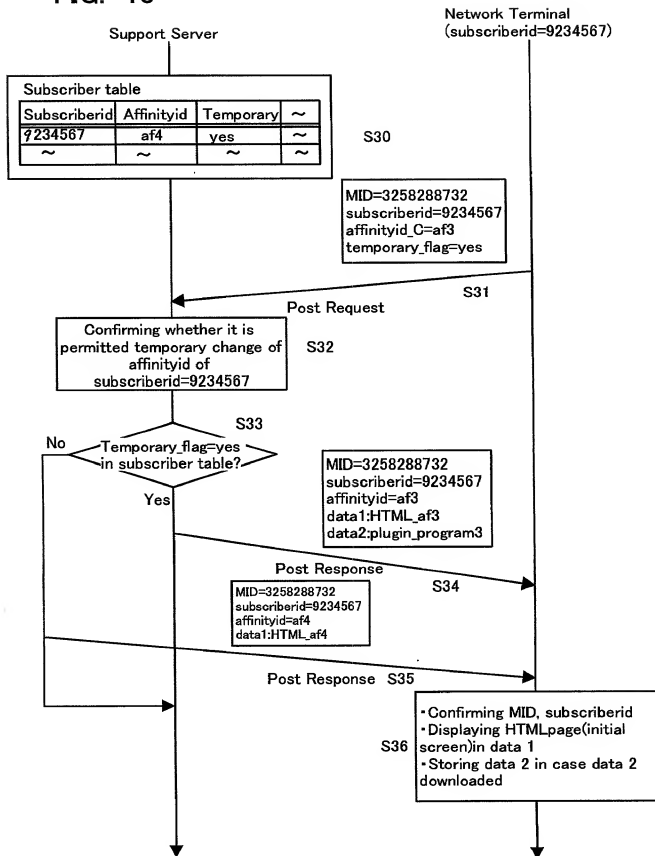 Support Server
Network Terminal
(subscriberid=9234567)
Subscriber table
Subscriberid Affinityid Temporary ~
9234567 af4 yes ~
~ ~ ~ ~
S30
MID=3258288732
subscriberid=9234567
affinityid_C=af3
temporary_flag=yes
S31
Post Request
Confirming whether it is
permitted temporary change of
affinityid of
subscriberid=9234567
S32
S33
No
Temporary_flag=yes
in subscriber table?
Yes
MID=3258288732
subscriberid=9234567
affinityid=af3
data1:HTML_af3
data2:plugin_program3
Post Response
S34
MID=3258288732
subscriberid=9234567
affinityid=af4
data1:HTML_af4
Post Response S35
S36
・Confirming MID, subscriberid
・Displaying HTMLpage(initial
screen)in data 1
・Storing data 2 in case data 2
downloaded